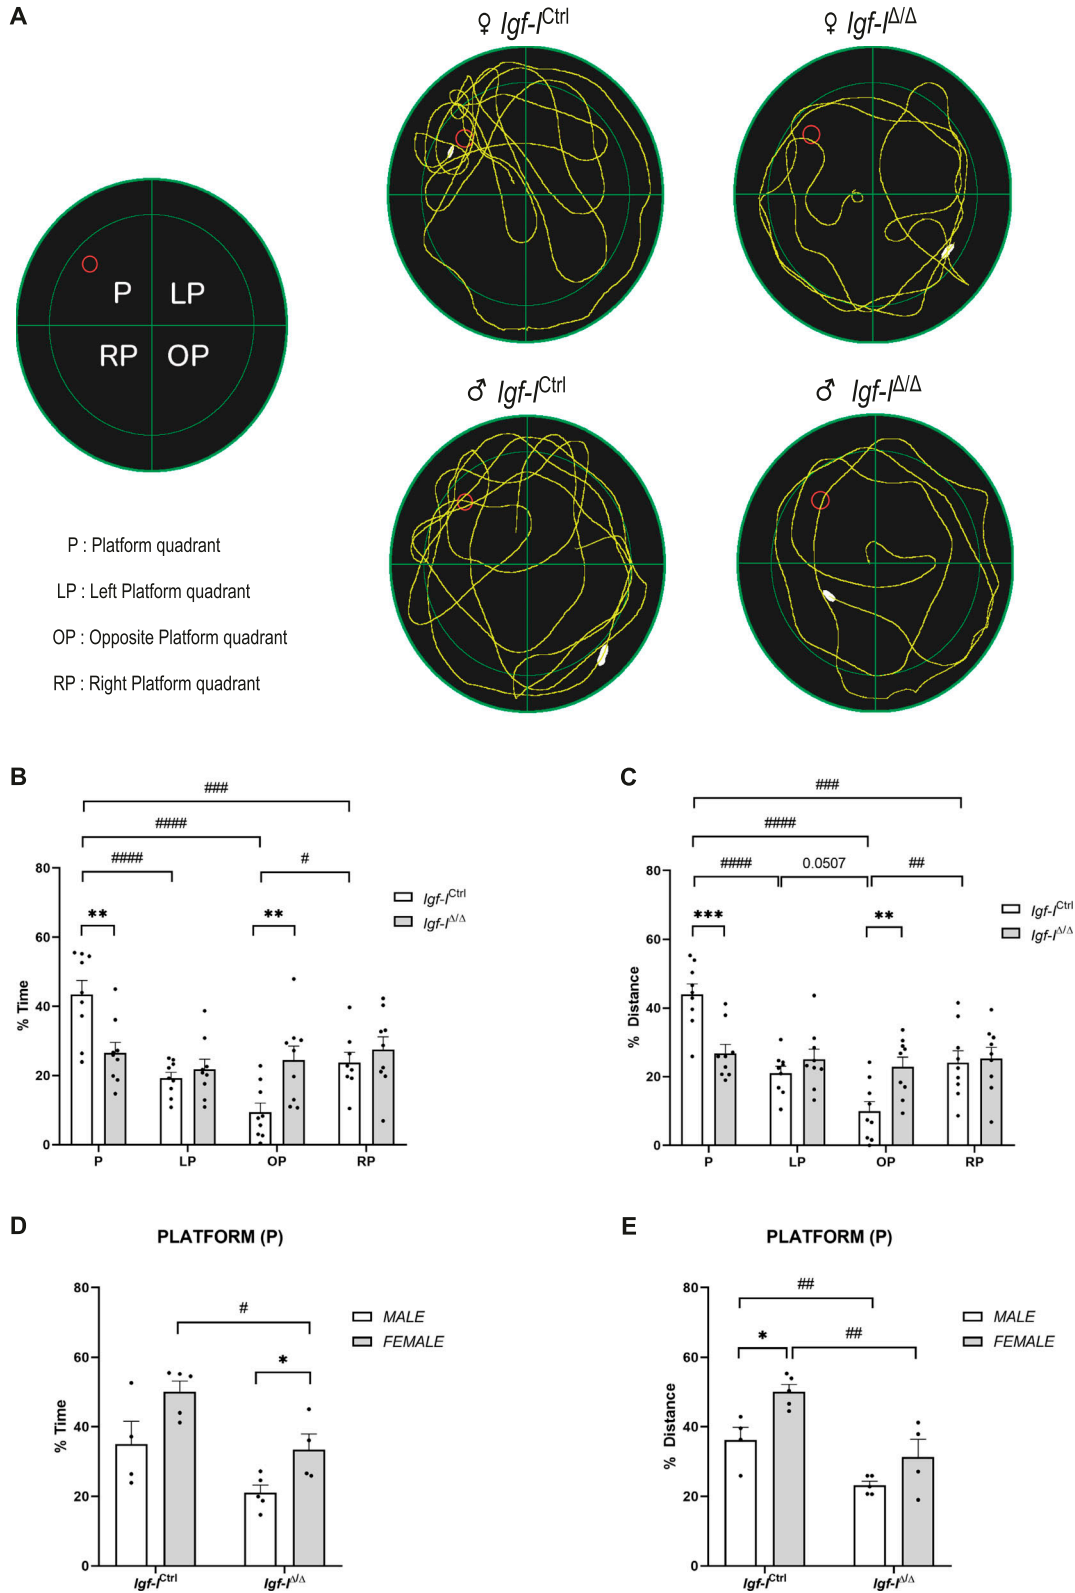 A
♀ Igf-I^Ctrl
♀ Igf-I^Δ/Δ
P LP
RP OP
♂ Igf-I^Ctrl
♂ Igf-I^Δ/Δ
P : Platform quadrant
LP : Left Platform quadrant
OP : Opposite Platform quadrant
RP : Right Platform quadrant
B
###
####
####
#
**
**
80
60
40
20
0
% Time
P LP OP RP
Igf-I^Ctrl
Igf-I^Δ/Δ
C
###
####
####
0.0507
##
***
**
80
60
40
20
0
% Distance
P LP OP RP
Igf-I^Ctrl
Igf-I^Δ/Δ
D
PLATFORM (P)
#
*
80
60
40
20
0
% Time
Igf-I^Ctrl
Igf-I^Δ/Δ
MALE
FEMALE
E
PLATFORM (P)
##
*
##
80
60
40
20
0
% Distance
Igf-I^Ctrl
Igf-I^Δ/Δ
MALE
FEMALE